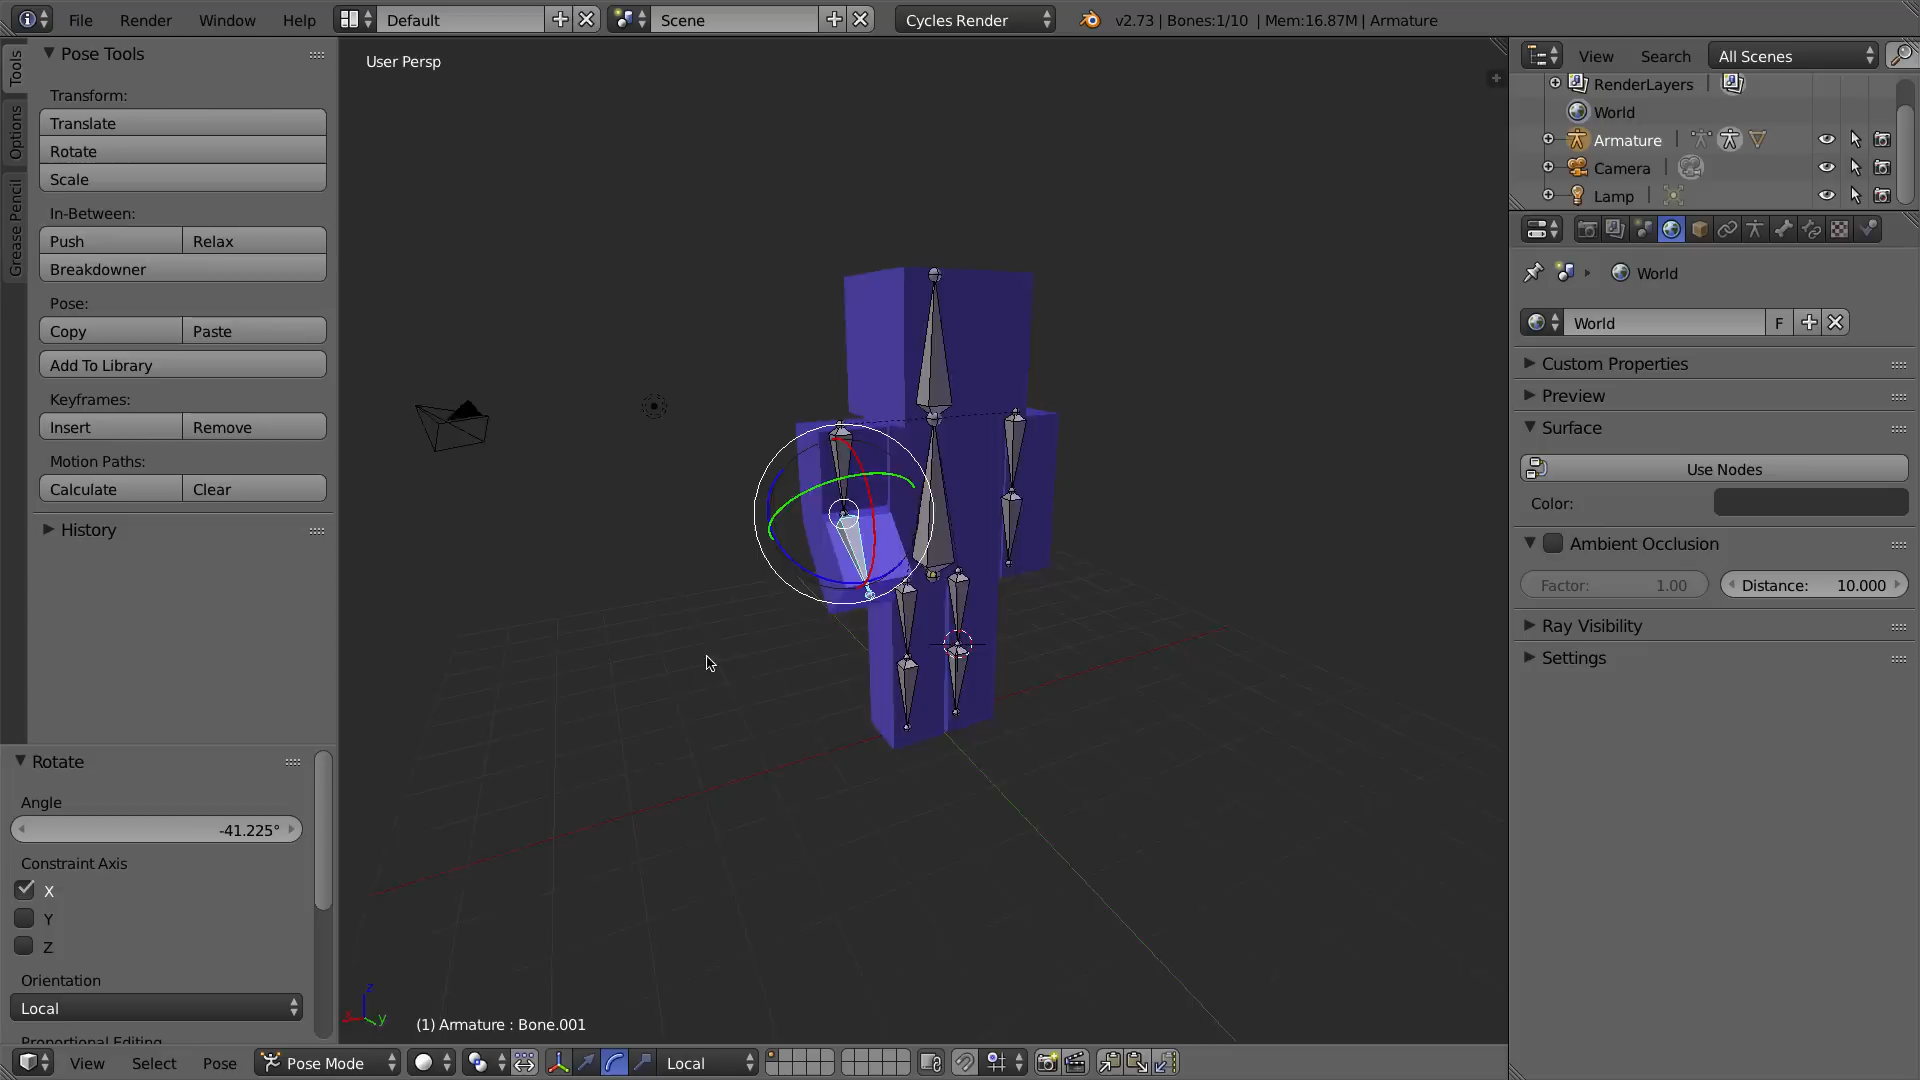 File Render Window Help Default Scene Cycles Render v2.73 | Bones:1/10 | Mem:16.87M | Armature
Tools
Options
Grease Pencil
Pose Tools
Transform:
Translate
Rotate
Scale
In-Between:
Push Relax
Breakdowner
Pose:
Copy Paste
Add To Library
Keyframes:
Insert Remove
Motion Paths:
Calculate Clear
History
Rotate
Angle
-41.225°
Constraint Axis
X
Y
Z
Orientation
Local
Proportional Editing
User Persp
z
x y
(1) Armature : Bone.001
View Select Pose Pose Mode Local
View Search All Scenes
RenderLayers |
World
Armature |
Camera |
Lamp |
World
World F
Custom Properties
Preview
Surface
Use Nodes
Color:
Ambient Occlusion
Factor: 1.00 Distance: 10.000
Ray Visibility
Settings